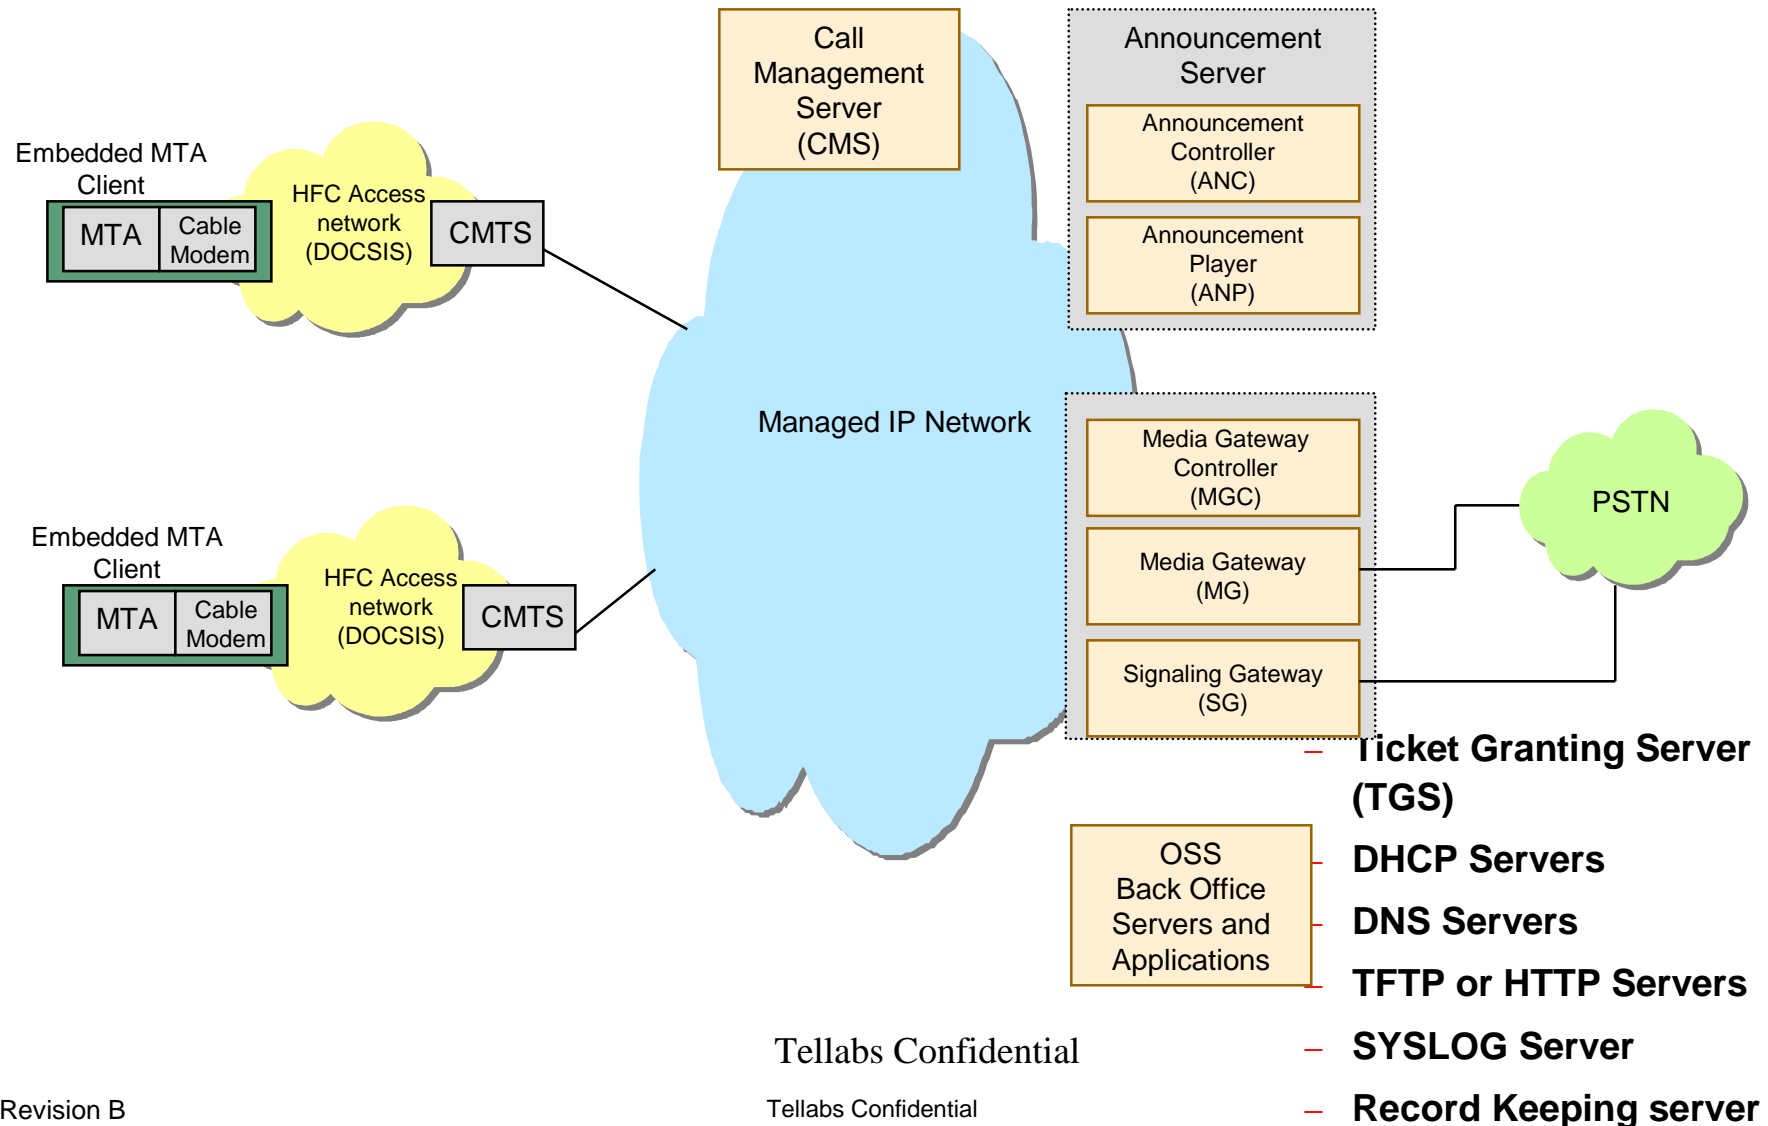 Call
Management
Server
(CMS)
Announcement
Server
Announcement
Controller
(ANC)
Announcement
Player
(ANP)
Embedded MTA
Client
MTA
Cable
Modem
HFC Access
network
(DOCSIS)
CMTS
Managed IP Network
Media Gateway
Controller
(MGC)
Media Gateway
(MG)
Signaling Gateway
(SG)
PSTN
Embedded MTA
Client
MTA
Cable
Modem
HFC Access
network
(DOCSIS)
CMTS
– Ticket Granting Server
(TGS)
OSS
Back Office
Servers and
Applications
– DHCP Servers
– DNS Servers
– TFTP or HTTP Servers
– SYSLOG Server
– Record Keeping server
Tellabs Confidential
Revision B
Tellabs Confidential